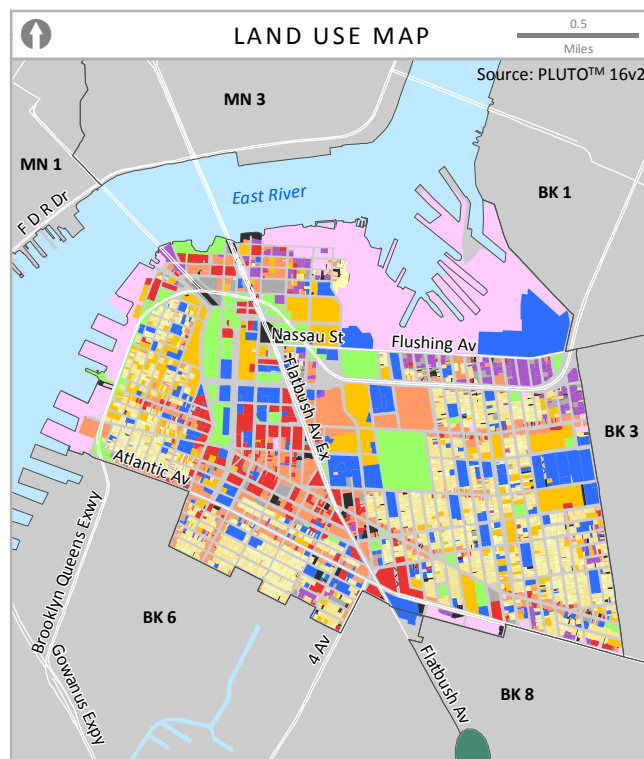 LAND USE MAP
0.5
Miles
Source: PLUTO™ 16v2
MN 3
MN 1
BK 1
F D R Dr
East River
Nassau St
Flushing Av
Flatbush Av Ex
BK 3
Atlantic Av
Brooklyn Queens Exwy
BK 6
4 Av
Flatbush Av
BK 8
Gowanus Expy